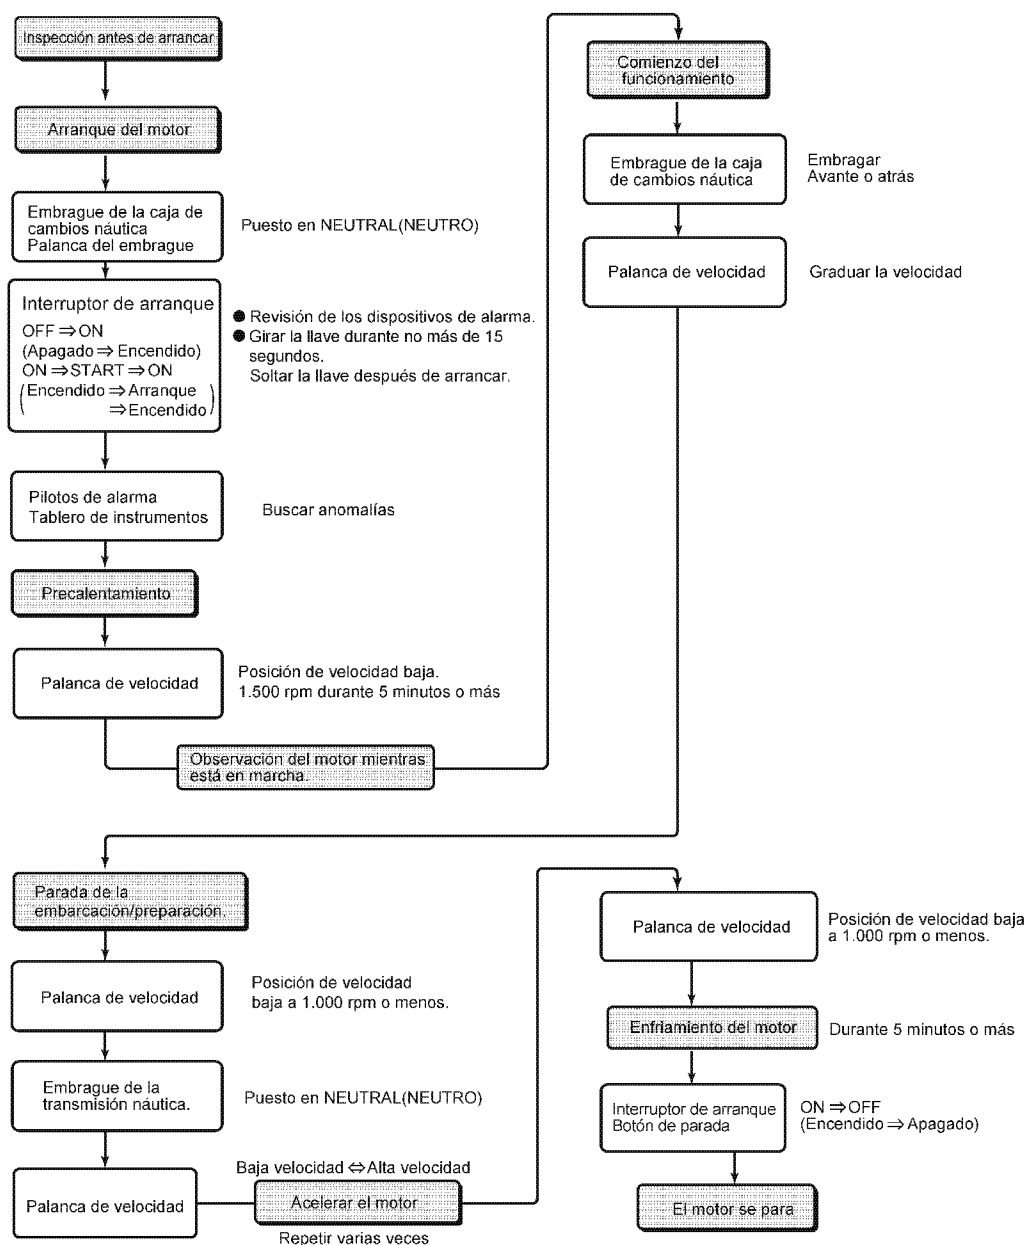 Inspección antes de arrancar
Arranque del motor
Embrague de la caja de
cambios náutica
Palanca del embrague
Puesto en NEUTRAL(NEUTRO)
Interruptor de arranque
OFF ⇒ ON
(Apagado ⇒ Encendido)
ON ⇒ START ⇒ ON
(Encendido ⇒ Arranque
⇒ Encendido)
● Revisión de los dispositivos de alarma.
● Girar la llave durante no más de 15
segundos.
Soltar la llave después de arrancar.
Pilotos de alarma
Tablero de instrumentos
Buscar anomalías
Precalentamiento
Palanca de velocidad
Posición de velocidad baja.
1.500 rpm durante 5 minutos o más
Observación del motor mientras
está en marcha.
Comienzo del
funcionamiento
Embrague de la caja
de cambios náutica
Embragar
Avante o atrás
Palanca de velocidad
Graduar la velocidad
Parada de la
embarcación/preparación.
Palanca de velocidad
Posición de velocidad
baja a 1.000 rpm o menos.
Embrague de la
transmisión náutica.
Puesto en NEUTRAL(NEUTRO)
Palanca de velocidad
Baja velocidad ⇔ Alta velocidad
Acelerar el motor
Repetir varias veces
Palanca de velocidad
Posición de velocidad baja
a 1.000 rpm o menos.
Enfriamiento del motor
Durante 5 minutos o más
Interruptor de arranque
Botón de parada
ON ⇒ OFF
(Encendido ⇒ Apagado)
El motor se para